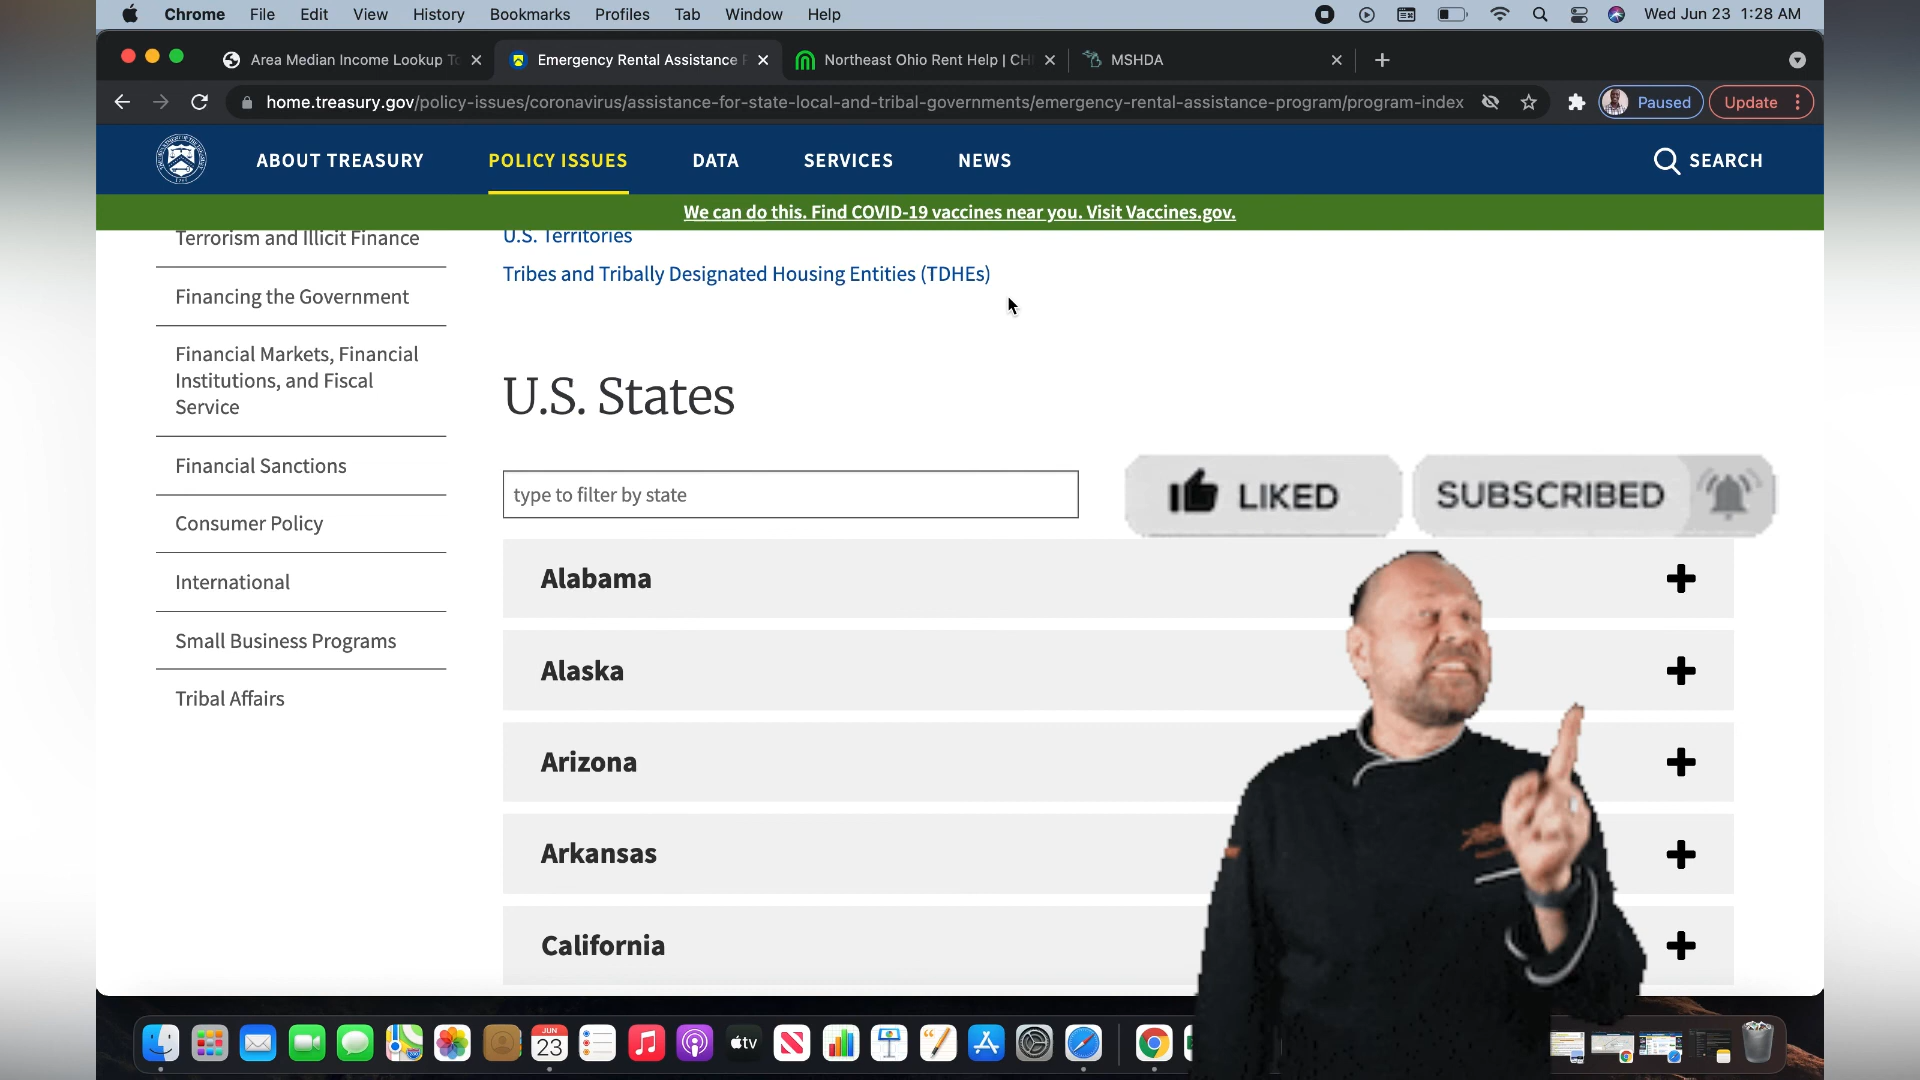 Chrome File Edit View History Bookmarks Profiles Tab Window Help Wed Jun 23 1:28 AM
Area Median Income Lookup Emergency Rental Assistance Northeast Ohio Rent Help | CH MSHDA
home.treasury.gov/policy-issues/coronavirus/assistance-for-state-local-and-tribal-governments/emergency-rental-assistance-program/program-index Paused Update
ABOUT TREASURY POLICY ISSUES DATA SERVICES NEWS SEARCH
We can do this. Find COVID-19 vaccines near you. Visit Vaccines.gov.
Terrorism and Illicit Finance
Financing the Government
Financial Markets, Financial
Institutions, and Fiscal
Service
Financial Sanctions
Consumer Policy
International
Small Business Programs
Tribal Affairs
U.S. Territories
Tribes and Tribally Designated Housing Entities (TDHEs)
U.S. States
type to filter by state
LIKED SUBSCRIBED
Alabama
Alaska
Arizona
Arkansas
California
JUN
23
tv